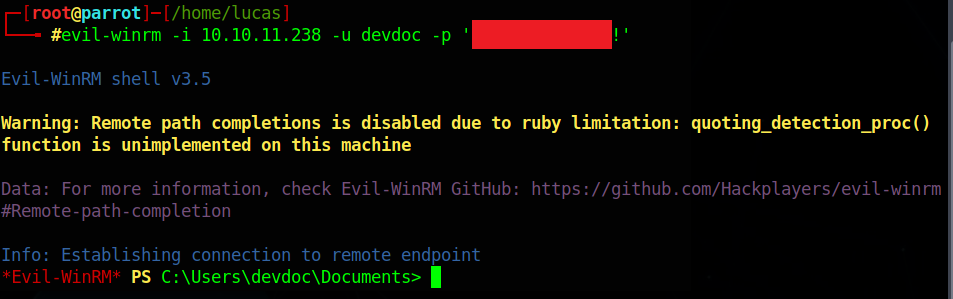 ┌─[root@parrot]─[/home/lucas]
└──╼ #evil-winrm -i 10.10.11.238 -u devdoc -p '!'
Evil-WinRM shell v3.5
Warning: Remote path completions is disabled due to ruby limitation: quoting_detection_proc()
function is unimplemented on this machine
Data: For more information, check Evil-WinRM GitHub: https://github.com/Hackplayers/evil-winrm
#Remote-path-completion
Info: Establishing connection to remote endpoint
*Evil-WinRM* PS C:\Users\devdoc\Documents>